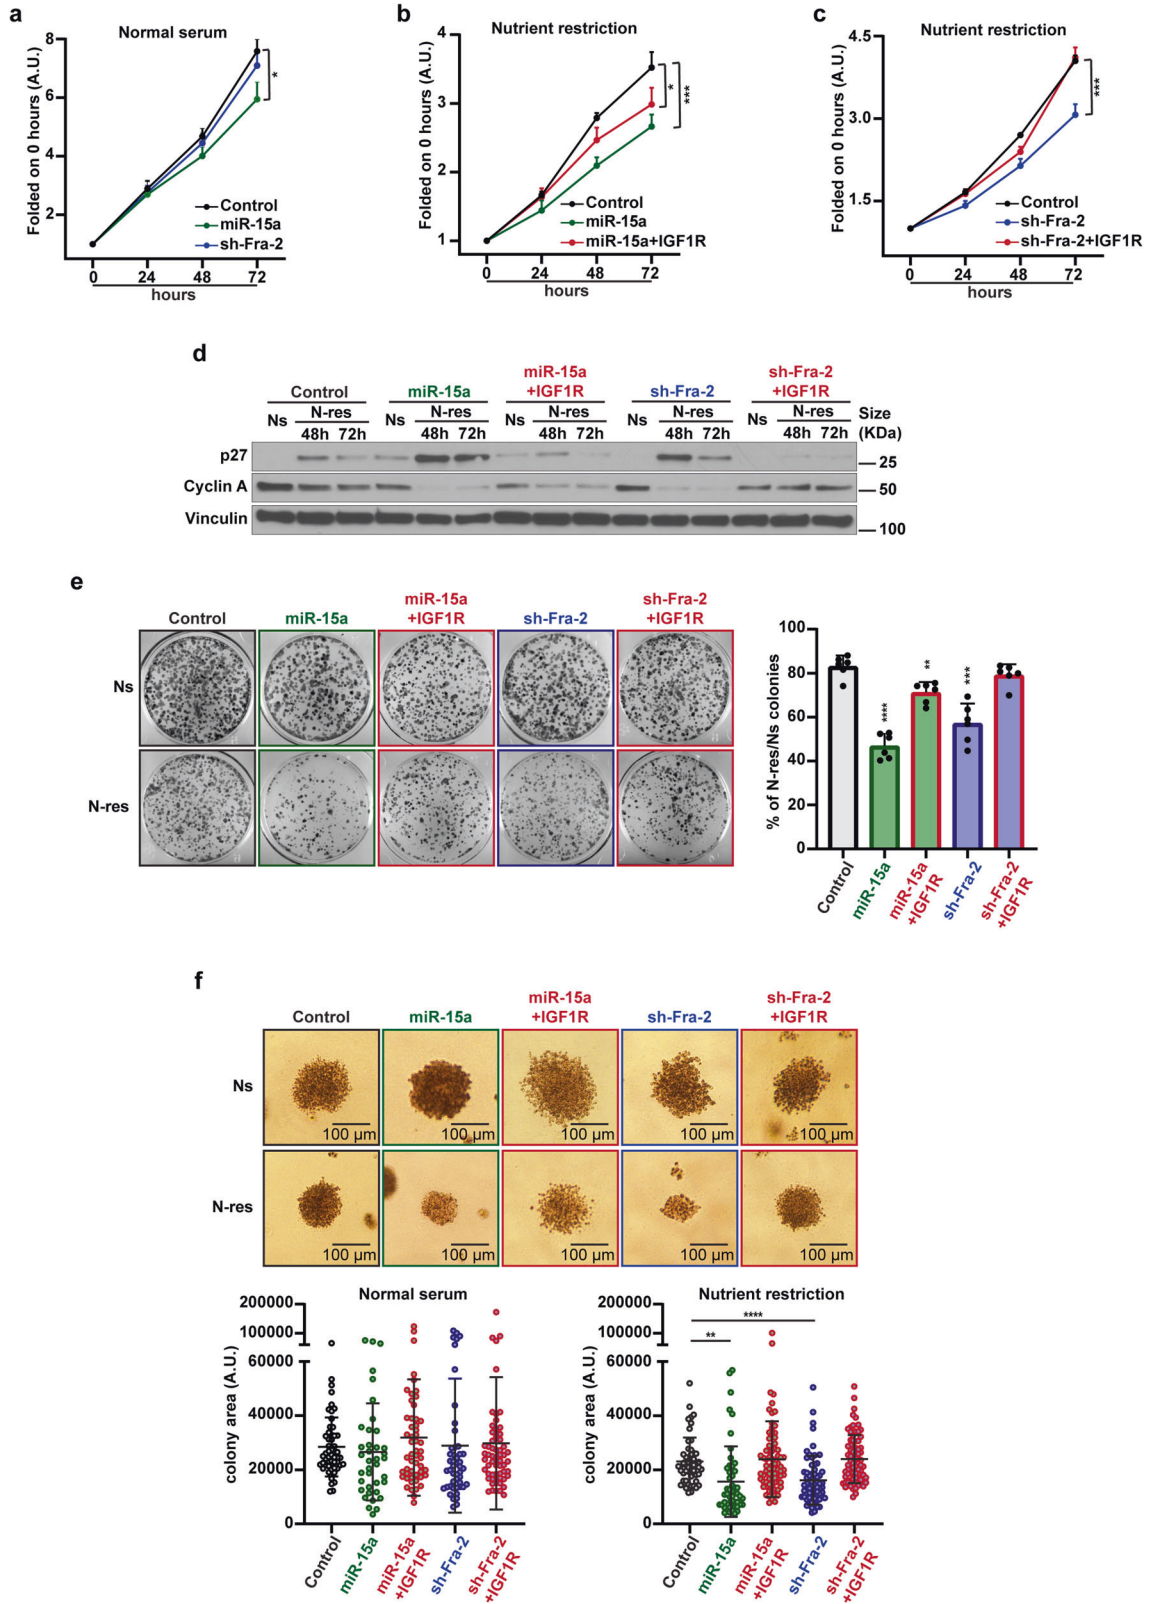 a
Normal serum
Folded on 0 hours (A.U.)
8
6
4
2
*
Control
miR-15a
sh-Fra-2
0 24 48 72
hours
b
Nutrient restriction
Folded on 0 hours (A.U.)
4
3
2
1
*
***
Control
miR-15a
miR-15a+IGF1R
0 24 48 72
hours
c
Nutrient restriction
Folded on 0 hours (A.U.)
4.5
3.0
1.5
***
Control
sh-Fra-2
sh-Fra-2+IGF1R
0 24 48 72
hours
d
Control miR-15a miR-15a +IGF1R sh-Fra-2 sh-Fra-2 +IGF1R
Ns N-res Ns N-res Ns N-res Ns N-res Ns N-res Size
48h 72h 48h 72h 48h 72h 48h 72h 48h 72h (KDa)
p27 25
Cyclin A 50
Vinculin 100
e
Control miR-15a miR-15a +IGF1R sh-Fra-2 sh-Fra-2 +IGF1R
Ns
N-res
% of N-res/Ns colonies
100
80
60
40
20
0
****
**
***
Control miR-15a miR-15a +IGF1R sh-Fra-2 sh-Fra-2 +IGF1R
f
Control miR-15a miR-15a +IGF1R sh-Fra-2 sh-Fra-2 +IGF1R
Ns
100 µm 100 µm 100 µm 100 µm 100 µm
N-res
100 µm 100 µm 100 µm 100 µm 100 µm
Normal serum
colony area (A.U.)
200000
100000
60000
40000
20000
0
Control miR-15a miR-15a +IGF1R sh-Fra-2 sh-Fra-2 +IGF1R
Nutrient restriction
colony area (A.U.)
200000
100000
60000
40000
20000
0
****
**
Control miR-15a miR-15a +IGF1R sh-Fra-2 sh-Fra-2 +IGF1R